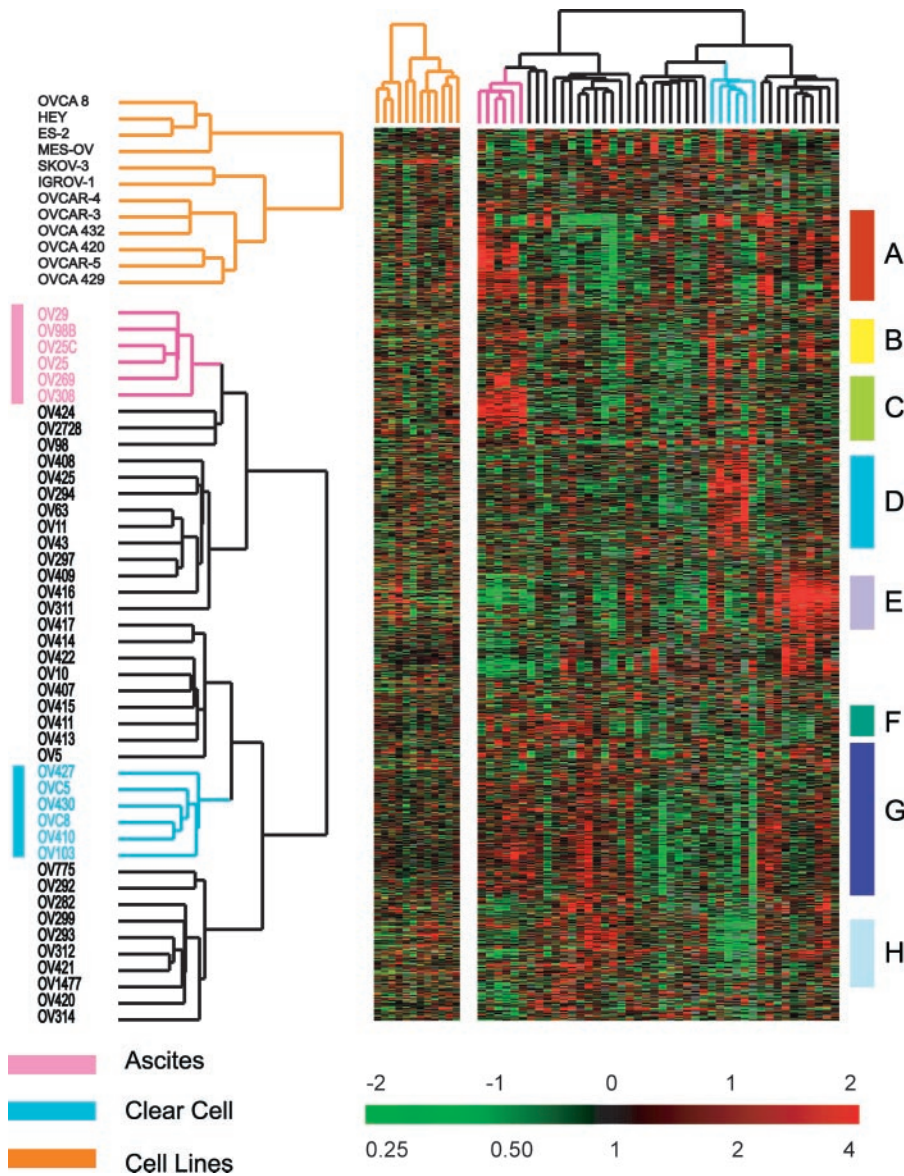 OVCA 8
HEY
ES-2
MES-OV
SKOV-3
IGROV-1
OVCAR-4
OVCAR-3
OVCA 432
OVCA 420
OVCAR-5
OVCA 429
OV29
OV98B
OV25C
OV25
OV269
OV308
OV424
OV2728
OV98
OV408
OV425
OV294
OV63
OV11
OV43
OV297
OV409
OV416
OV311
OV417
OV414
OV422
OV10
OV407
OV415
OV411
OV413
OV5
OV427
OVC5
OV430
OVC8
OV410
OV103
OV775
OV292
OV282
OV299
OV293
OV312
OV421
OV1477
OV420
OV314
A
B
C
D
E
F
G
H
Ascites
Clear Cell
Cell Lines
-2 -1 0 1 2
0.25 0.50 1 2 4